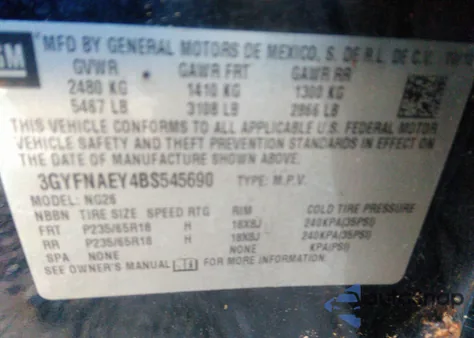 GM MFD BY GENERAL MOTORS DE MEXICO, S. DE R.L. DE C.V.
GVWR GAWR FRT GAWR RR
2480 KG 1410 KG 1300 KG
5467 LB 3108 LB 2866 LB
THIS VEHICLE CONFORMS TO ALL APPLICABLE U.S. FEDERAL MOTOR
VEHICLE SAFETY AND THEFT PREVENTION STANDARDS IN EFFECT ON THE
DATE OF MANUFACTURE SHOWN ABOVE.
3GYFNAEY4BS545690 TYPE: M.P.V.
MODEL: NG26
NBBN TIRE SIZE SPEED RTG RIM COLD TIRE PRESSURE
FRT P235/65R18 H 18X8J 240KPA(35PSI)
RR P235/65R18 H 18X8J 240KPA(35PSI)
SPA NONE NONE KPA(PSI)
SEE OWNER'S MANUAL FOR MORE INFORMATION.